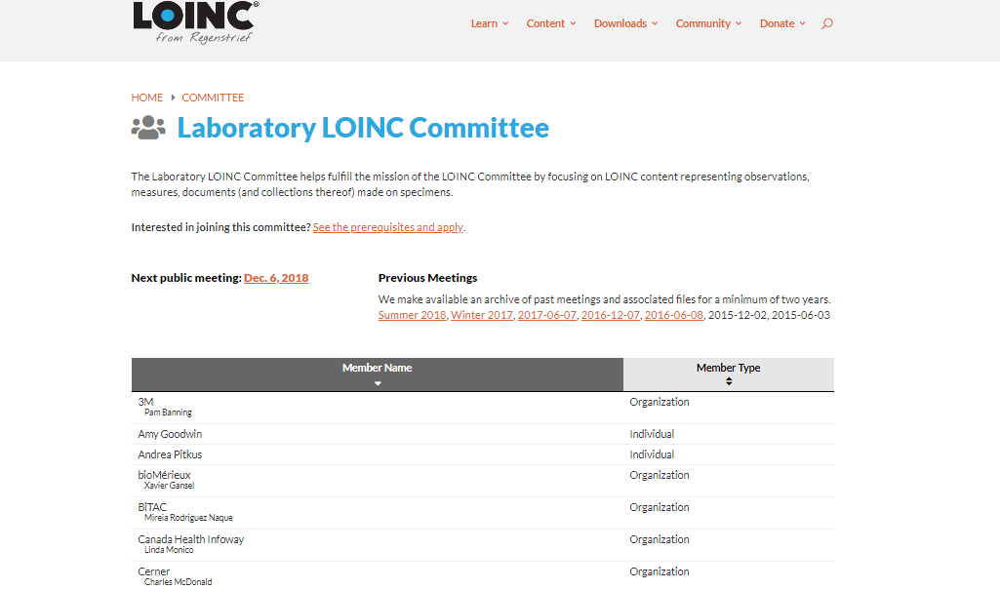 LOINC®
from Regenstrief
Learn
Content
Downloads
Community
Donate
HOME
COMMITTEE
Laboratory LOINC Committee
The Laboratory LOINC Committee helps fulfill the mission of the LOINC Committee by focusing on LOINC content representing observations,
measures, documents (and collections thereof) made on specimens.
Interested in joining this committee? See the prerequisites and apply.
Next public meeting: Dec. 6, 2018
Previous Meetings
We make available an archive of past meetings and associated files for a minimum of two years.
Summer 2018, Winter 2017, 2017-06-07, 2016-12-07, 2016-06-08, 2015-12-02, 2015-06-03
Member Name
Member Type
3M
Organization
Pam Banning
Amy Goodwin
Individual
Andrea Pitkus
Individual
bioMérieux
Organization
Xavier Gansel
BiTAC
Organization
Mireia Rodriguez Naque
Canada Health Infoway
Organization
Linda Monico
Cerner
Organization
Charles McDonald